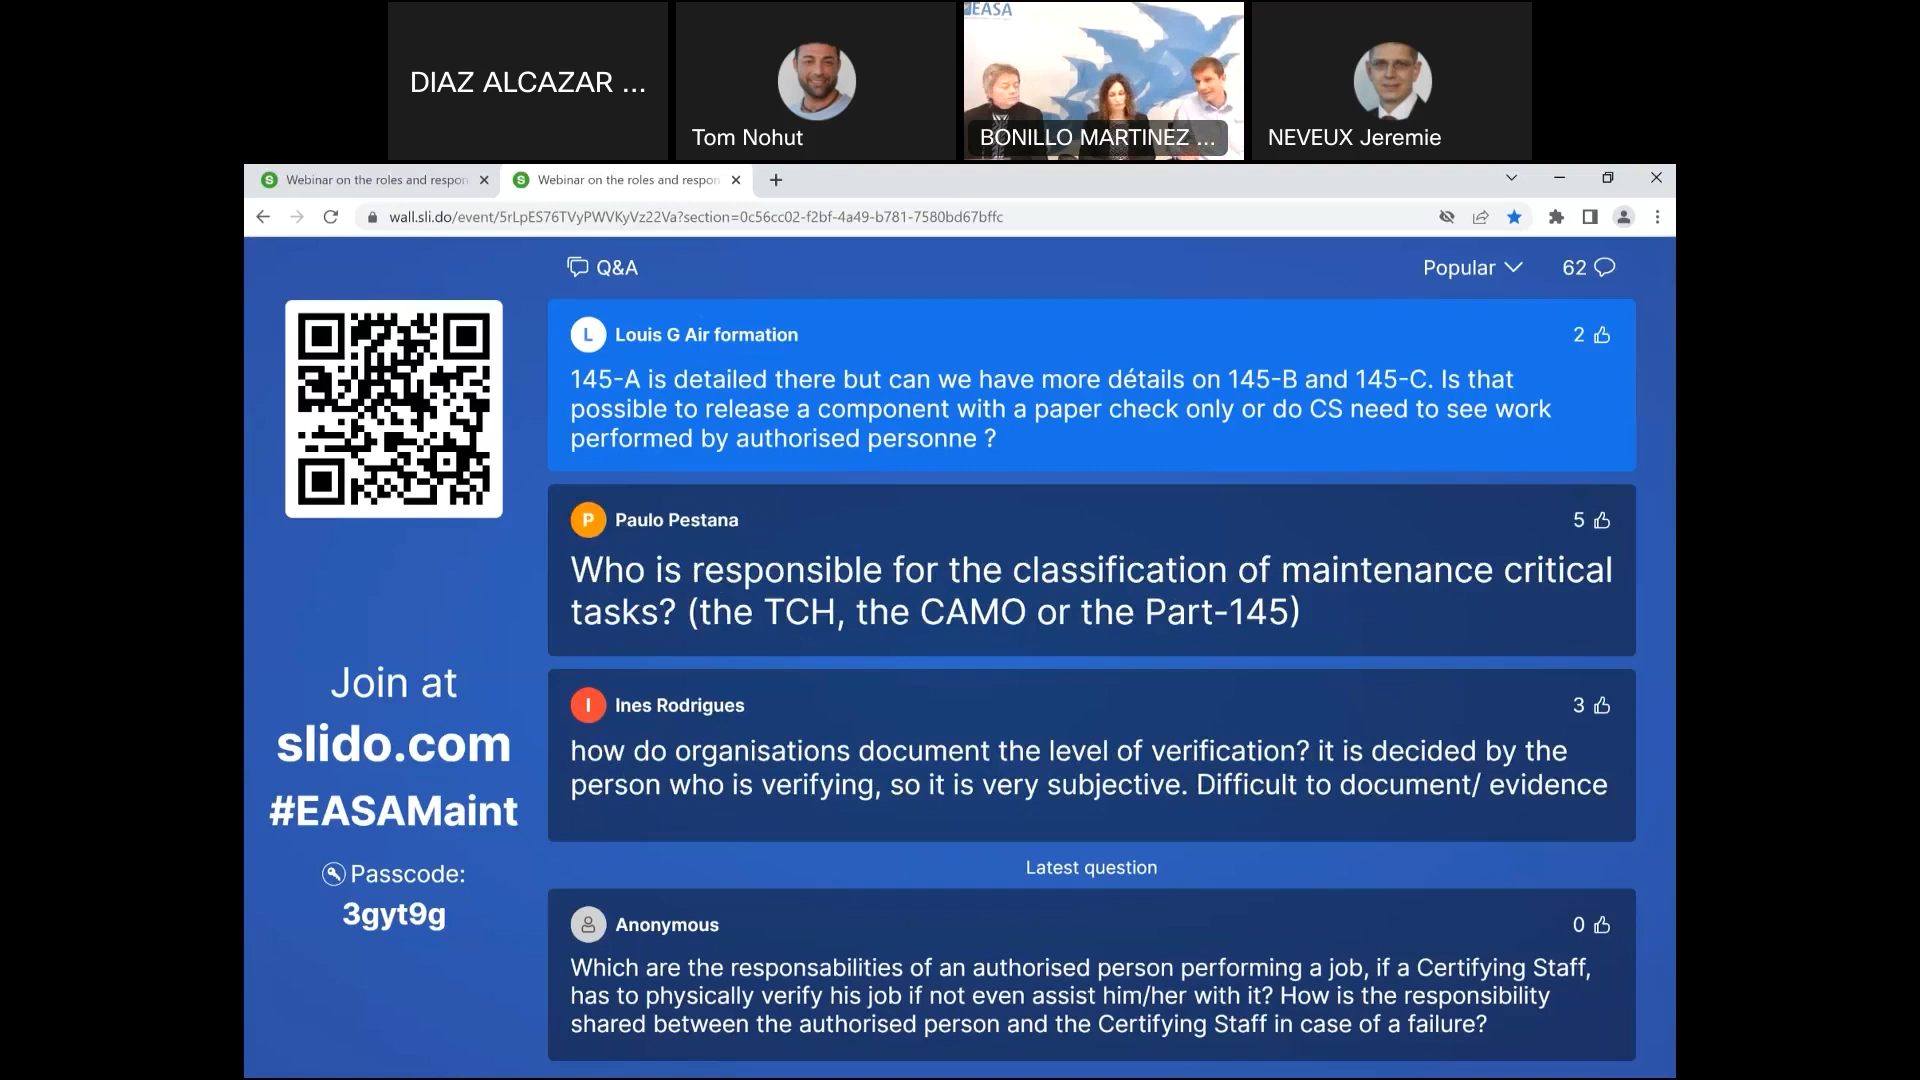 DIAZ ALCAZAR ...
Tom Nohut
EASA
BONILLO MARTINEZ ...
NEVEUX Jeremie
Webinar on the roles and respon
Webinar on the roles and respon
wall.sli.do/event/5rLpES76TVyPWVKyVz22Va?section=0c56cc02-f2bf-4a49-b781-7580bd67bffc
Q&A
Popular
62
L
Louis G Air formation
2
145-A is detailed there but can we have more détails on 145-B and 145-C. Is that
possible to release a component with a paper check only or do CS need to see work
performed by authorised personne ?
P
Paulo Pestana
5
Who is responsible for the classification of maintenance critical
tasks? (the TCH, the CAMO or the Part-145)
I
Ines Rodrigues
3
how do organisations document the level of verification? it is decided by the
person who is verifying, so it is very subjective. Difficult to document/ evidence
Latest question
Anonymous
0
Which are the responsabilities of an authorised person performing a job, if a Certifying Staff,
has to physically verify his job if not even assist him/her with it? How is the responsibility
shared between the authorised person and the Certifying Staff in case of a failure?
Join at
slido.com
#EASAMaint
Passcode:
3gyt9g